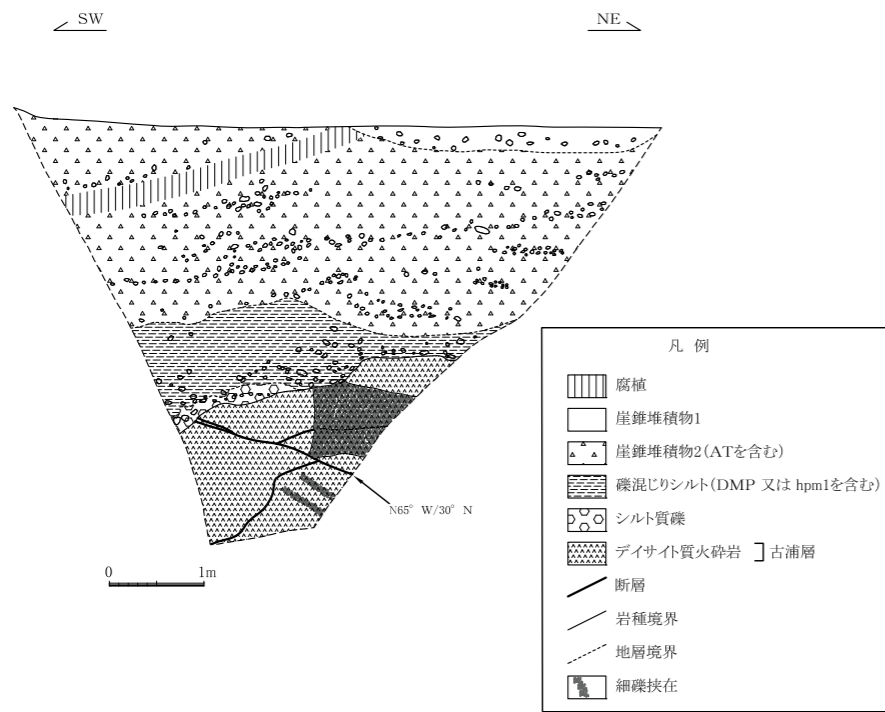 SW
NE
凡 例
腐植
崖錐堆積物1
崖錐堆積物2(ATを含む)
礫混じりシルト(DMP 又は hpm1を含む)
シルト質礫
デイサイト質火砕岩 古浦層
断層
岩種境界
地層境界
細礫挟在
N65° W/30° N
0 1m